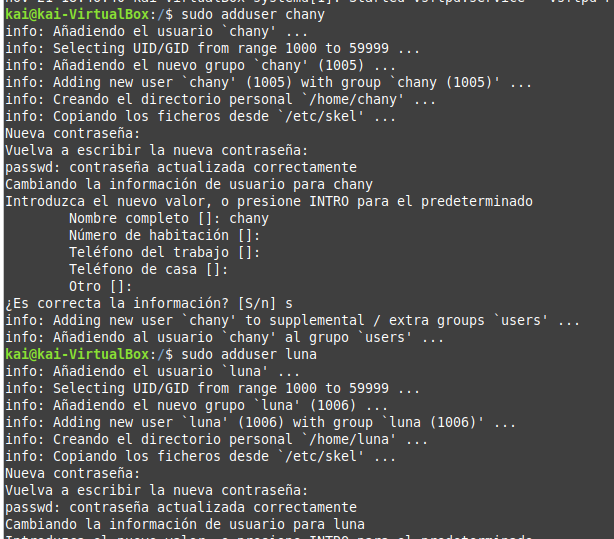 kai@kai-VirtualBox:/$ sudo adduser chany
info: Añadiendo el usuario `chany' ...
info: Selecting UID/GID from range 1000 to 59999 ...
info: Añadiendo el nuevo grupo `chany' (1005) ...
info: Adding new user `chany' (1005) with group `chany (1005)' ...
info: Creando el directorio personal `/home/chany' ...
info: Copiando los ficheros desde `/etc/skel' ...
Nueva contraseña:
Vuelva a escribir la nueva contraseña:
passwd: contraseña actualizada correctamente
Cambiando la información de usuario para chany
Introduzca el nuevo valor, o presione INTRO para el predeterminado
Nombre completo []: chany
Número de habitación []:
Teléfono del trabajo []:
Teléfono de casa []:
Otro []:
¿Es correcta la información? [S/n] s
info: Adding new user `chany' to supplemental / extra groups `users' ...
info: Añadiendo al usuario `chany' al grupo `users' ...
kai@kai-VirtualBox:/$ sudo adduser luna
info: Añadiendo el usuario `luna' ...
info: Selecting UID/GID from range 1000 to 59999 ...
info: Añadiendo el nuevo grupo `luna' (1006) ...
info: Adding new user `luna' (1006) with group `luna (1006)' ...
info: Creando el directorio personal `/home/luna' ...
info: Copiando los ficheros desde `/etc/skel' ...
Nueva contraseña:
Vuelva a escribir la nueva contraseña:
passwd: contraseña actualizada correctamente
Cambiando la información de usuario para luna